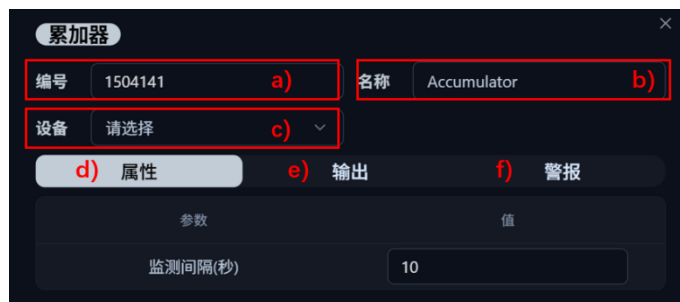 累加器
编号 1504141 a) 名称 Accumulator b)
设备 请选择 c)
d) 属性 e) 输出 f) 警报
参数 值
监测间隔(秒) 10